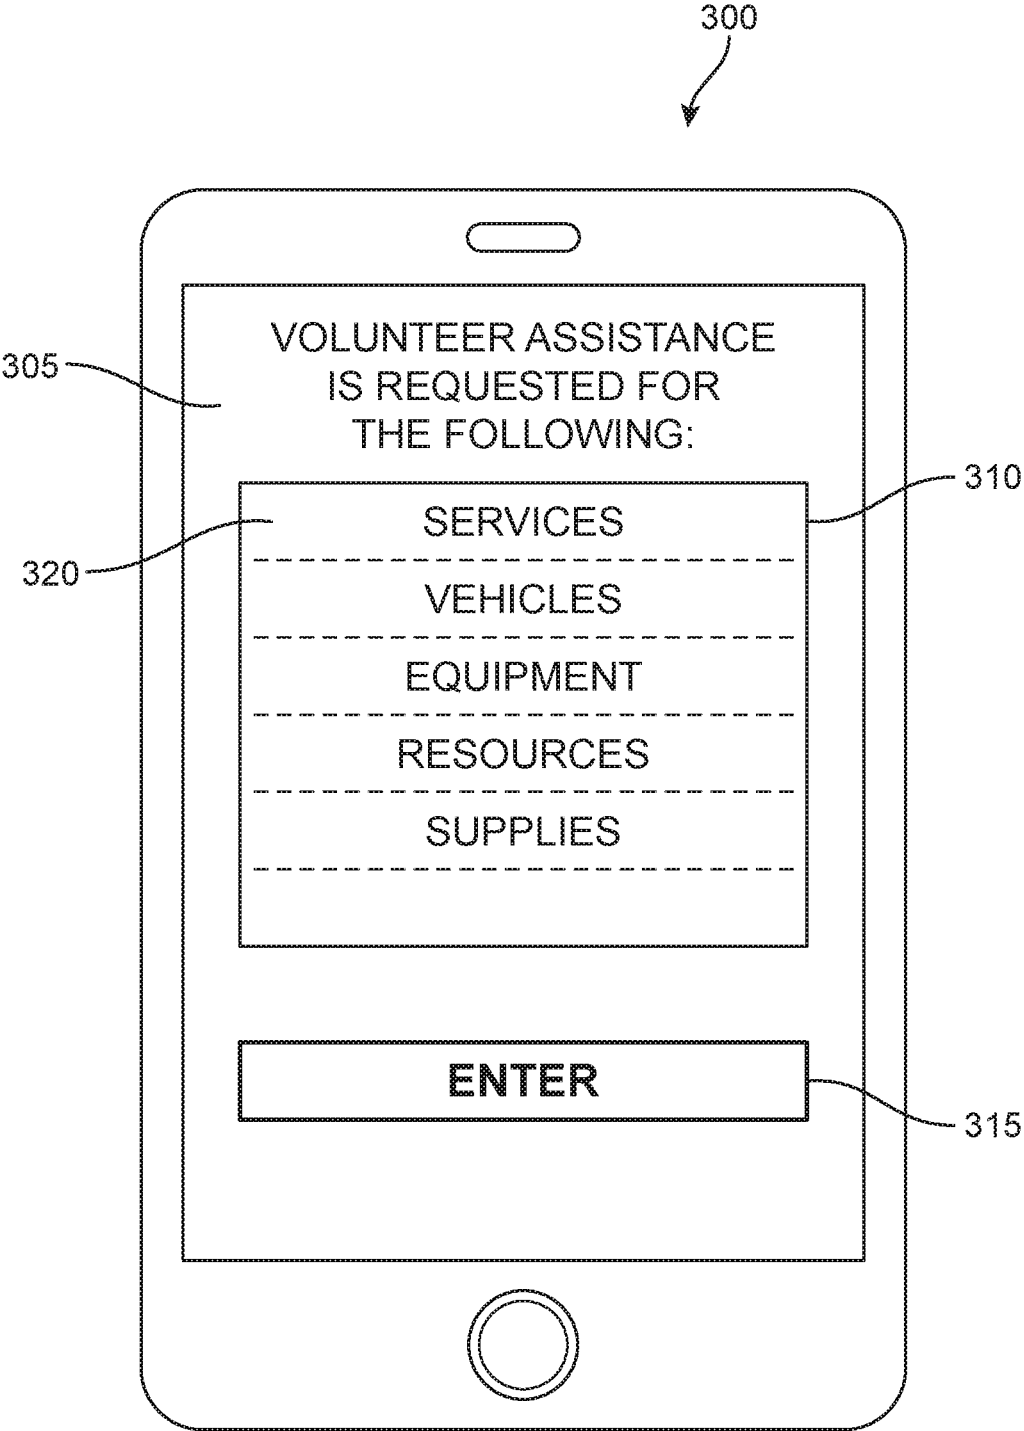 300
VOLUNTEER ASSISTANCE
IS REQUESTED FOR
THE FOLLOWING:
305
310
SERVICES
320
VEHICLES
EQUIPMENT
RESOURCES
SUPPLIES
ENTER
315